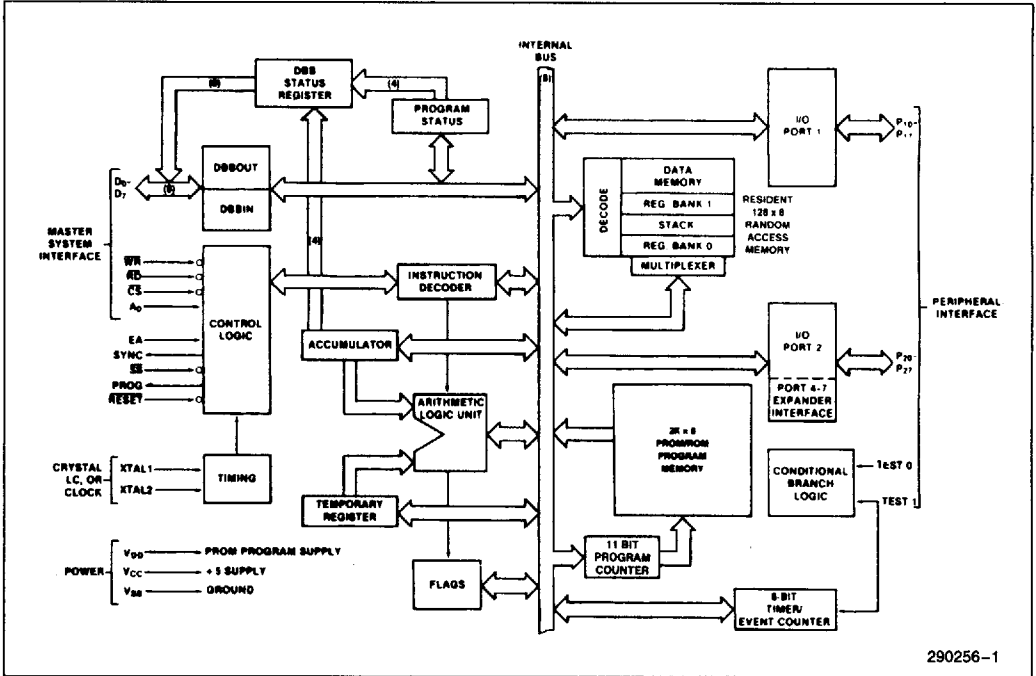 INTERNAL
BUS
(8)
DBB
STATUS
REGISTER
(8)
(4)
PROGRAM
STATUS
I/O
PORT 1
P10-
P17
DBBOUT
DBBIN
D0-
D7
(8)
MASTER
SYSTEM
INTERFACE
DECODE
DATA
MEMORY
REG. BANK 1
STACK
REG. BANK 0
MULTIPLEXER
RESIDENT
128 x 8
RANDOM
ACCESS
MEMORY
(4)
WR
RD
CS
A0
EA
SYNC
SS
PROG
RESET
CONTROL
LOGIC
INSTRUCTION
DECODER
ACCUMULATOR
ARITHMETIC
LOGIC UNIT
TEMPORARY
REGISTER
FLAGS
PERIPHERAL
INTERFACE
I/O
PORT 2
P20-
P27
PORT 4-7
EXPANDER
INTERFACE
2K x 8
PROM/ROM
PROGRAM
MEMORY
CONDITIONAL
BRANCH
LOGIC
TEST 0
TEST 1
CRYSTAL
LC, OR
CLOCK
XTAL1
XTAL2
TIMING
11 BIT
PROGRAM
COUNTER
8-BIT
TIMER/
EVENT COUNTER
POWER
VDD PROM PROGRAM SUPPLY
VCC + 5 SUPPLY
VSS GROUND
290256-1